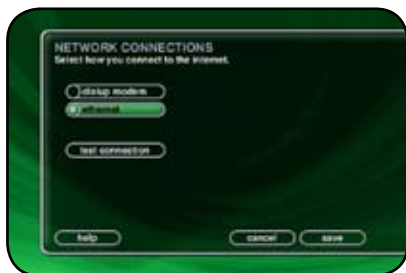 NETWORK CONNECTIONS
Select how you connect to the internet.
dialup modem
ethernet
test connection
help
cancel
save